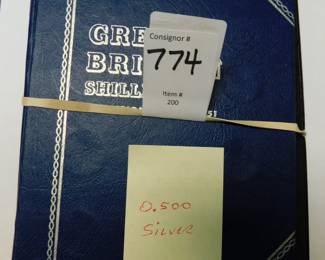 GRE
BRI
SHILL
51
Consignor #
774
Item #
200
0.500
SILVER